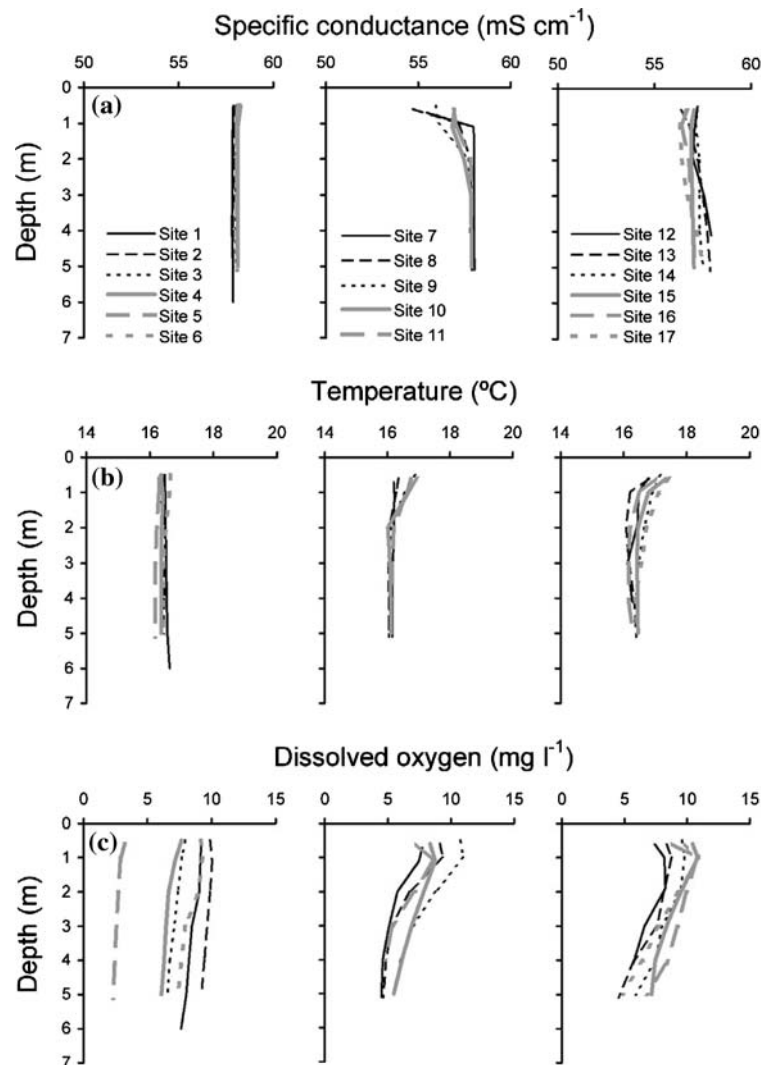 Specific conductance (mS cm⁻¹)
50 55 60 50 55 60 50 55 60
0
(a)
1
2
3
4
5
6
7
Depth (m)
Site 1
Site 2
Site 3
Site 4
Site 5
Site 6
Site 7
Site 8
Site 9
Site 10
Site 11
Site 12
Site 13
Site 14
Site 15
Site 16
Site 17
Temperature (ºC)
14 16 18 20 14 16 18 20 14 16 18 20
0
(b)
1
2
3
4
5
6
7
Depth (m)
Dissolved oxygen (mg l⁻¹)
0 5 10 15 0 5 10 15 0 5 10 15
0
(c)
1
2
3
4
5
6
7
Depth (m)